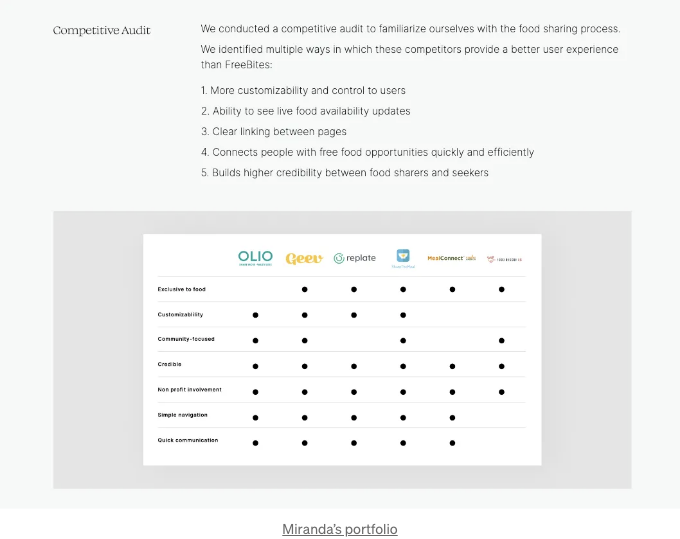 Competitive Audit
We conducted a competitive audit to familiarize ourselves with the food sharing process.
We identified multiple ways in which these competitors provide a better user experience
than FreeBites:
1. More customizability and control to users
2. Ability to see live food availability updates
3. Clear linking between pages
4. Connects people with free food opportunities quickly and efficiently
5. Builds higher credibility between food sharers and seekers
OLIO Geev replate MealConnect
Exclusive to food
Customizability
Community-focused
Credible
Non profit involvement
Simple navigation
Quick communication
Miranda's portfolio